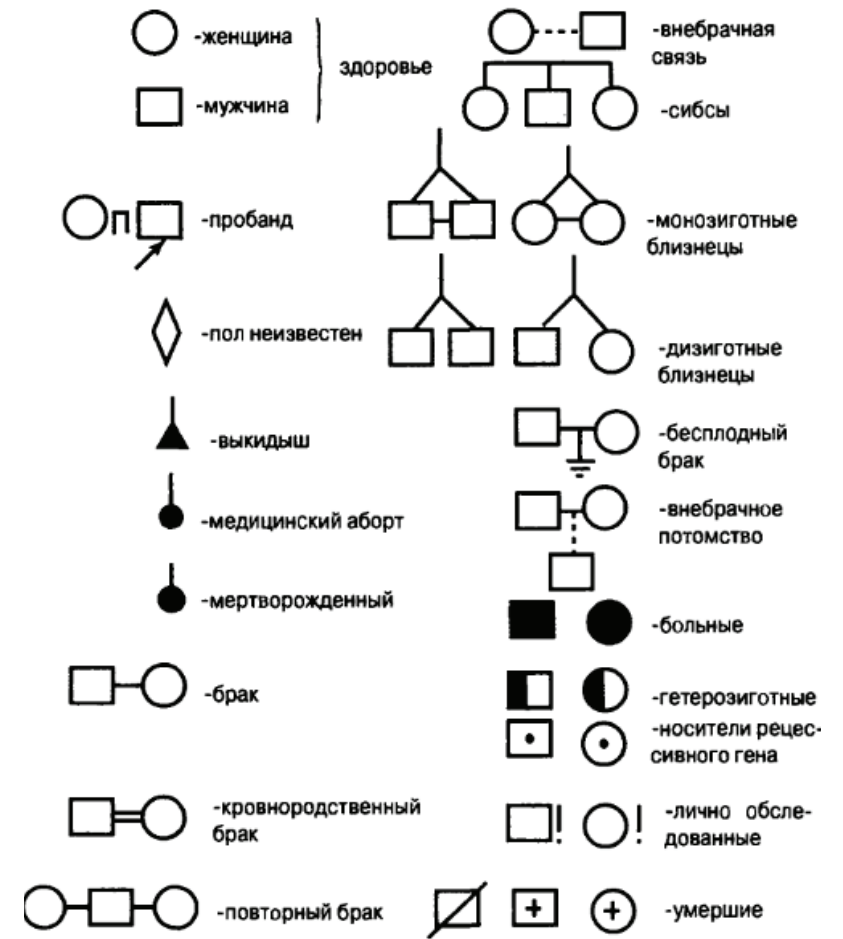 -женщина
-мужчина
здоровье
П
-пробанд
-пол неизвестен
-выкидыш
-медицинский аборт
-мертворожденный
-брак
-кровнородственный
брак
-повторный брак
-внебрачная
связь
-сибсы
-монозиготные
близнецы
-дизиготные
близнецы
-бесплодный
брак
-внебрачное
потомство
-больные
-гетерозиготные
-носители рецес-
сивного гена
! ! -лично обсле-
дованные
-умершие